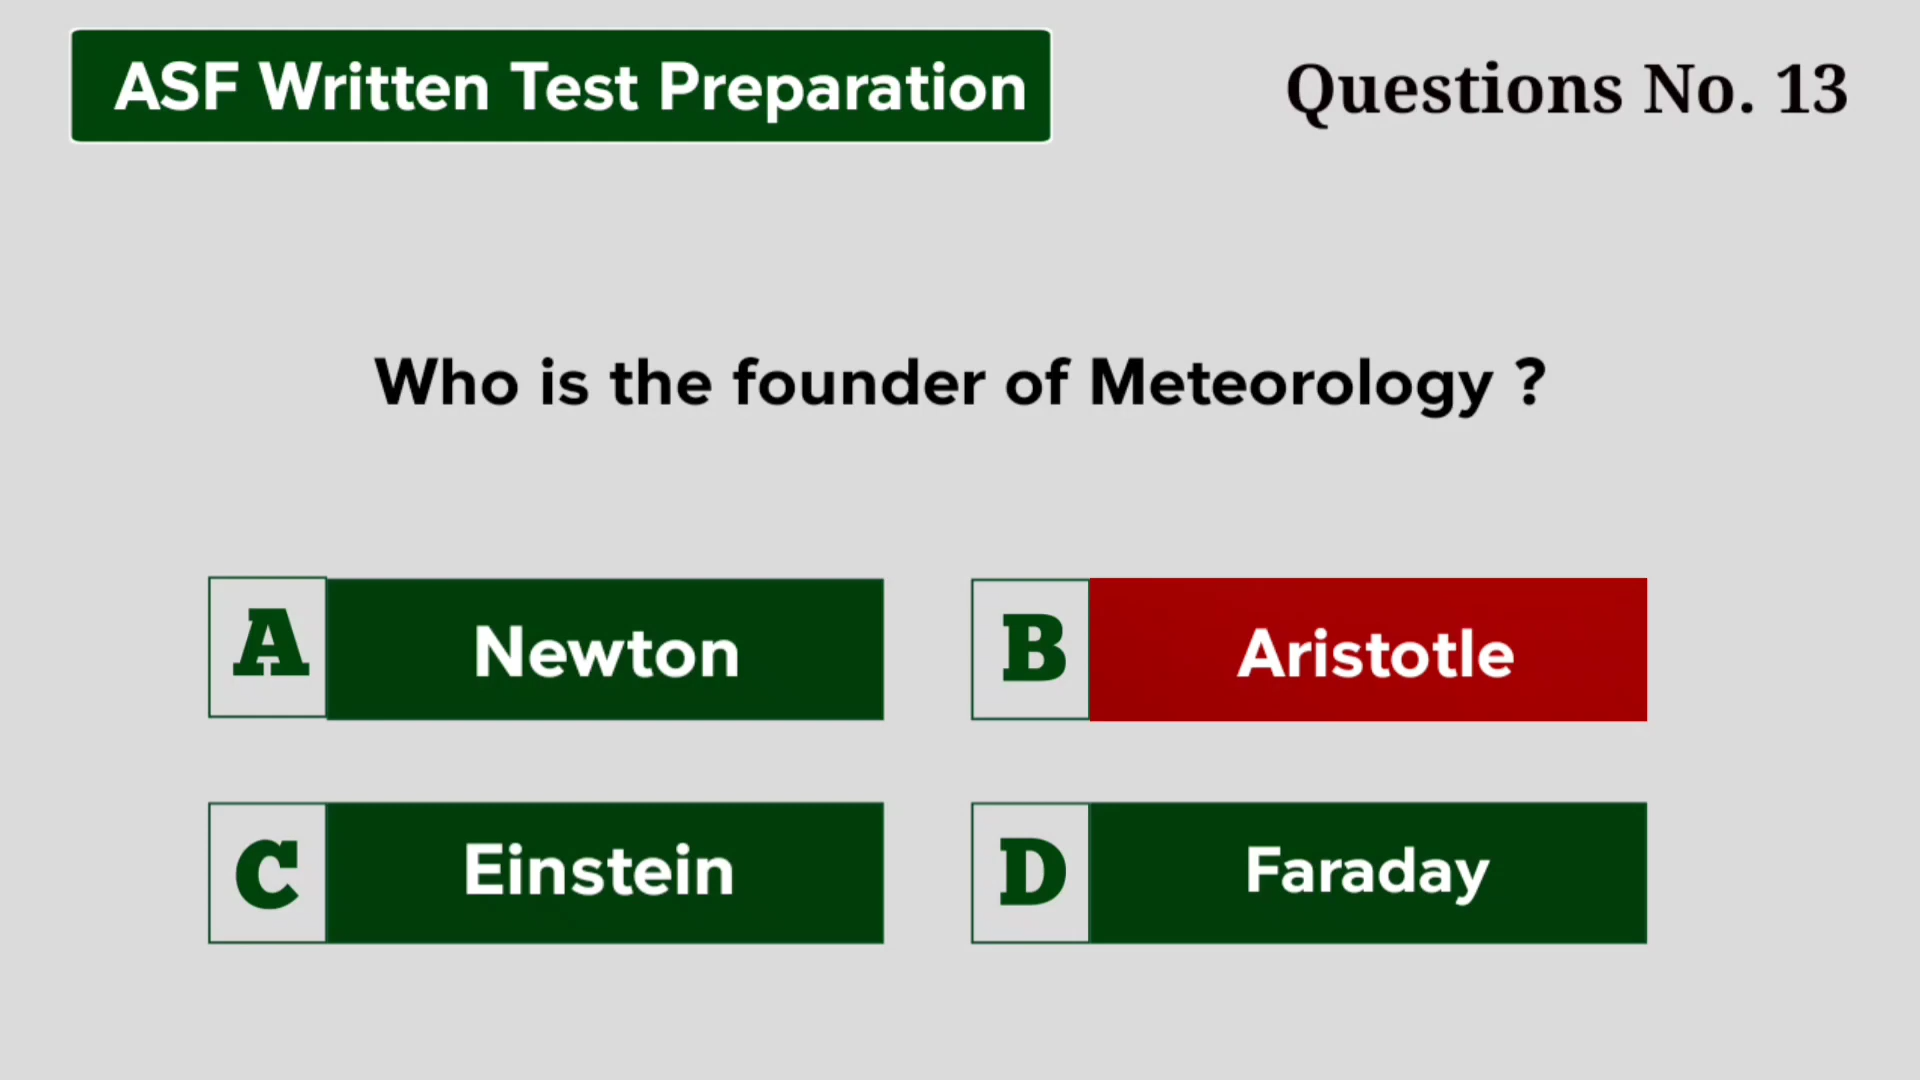 ASF Written Test Preparation
Questions No. 13
Who is the founder of Meteorology ?
A Newton
B Aristotle
C Einstein
D Faraday